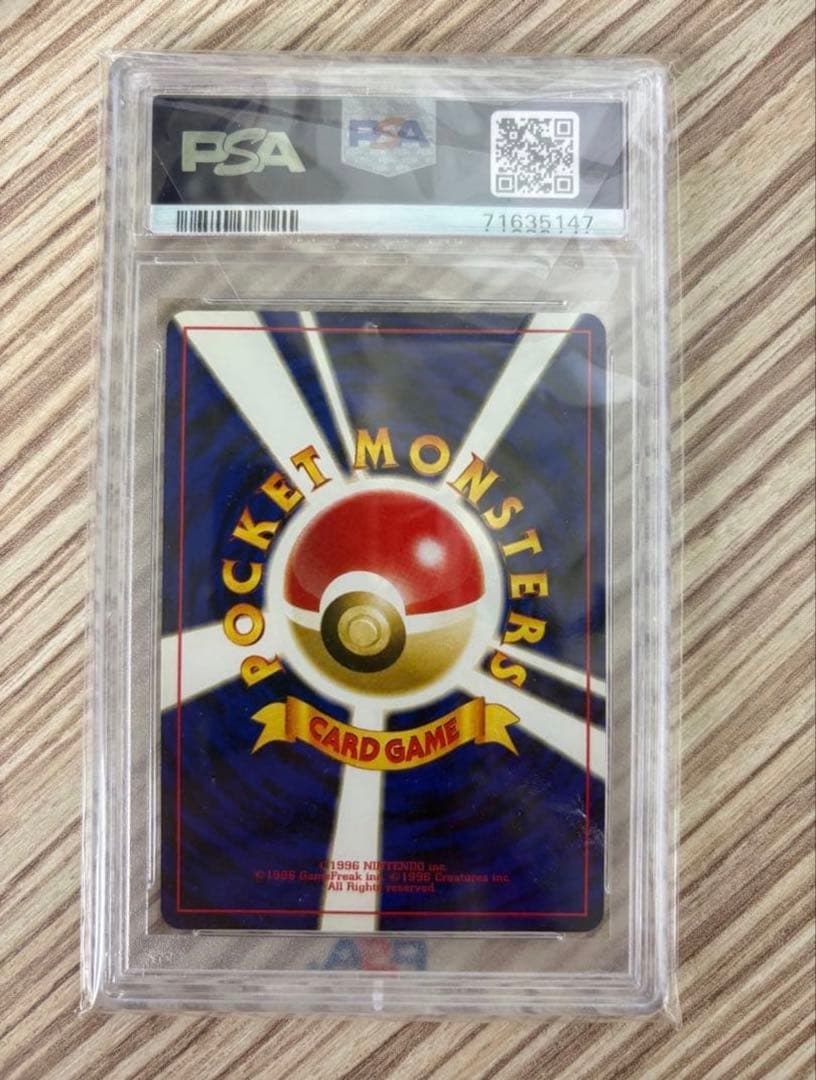 PSA PSA
71635147
POCKET MONSTERS
CARD GAME
©1996 NINTENDO inc.
©1996 GameFreak inc. ©1996 Creatures inc.
All Rights reserved.
PSA